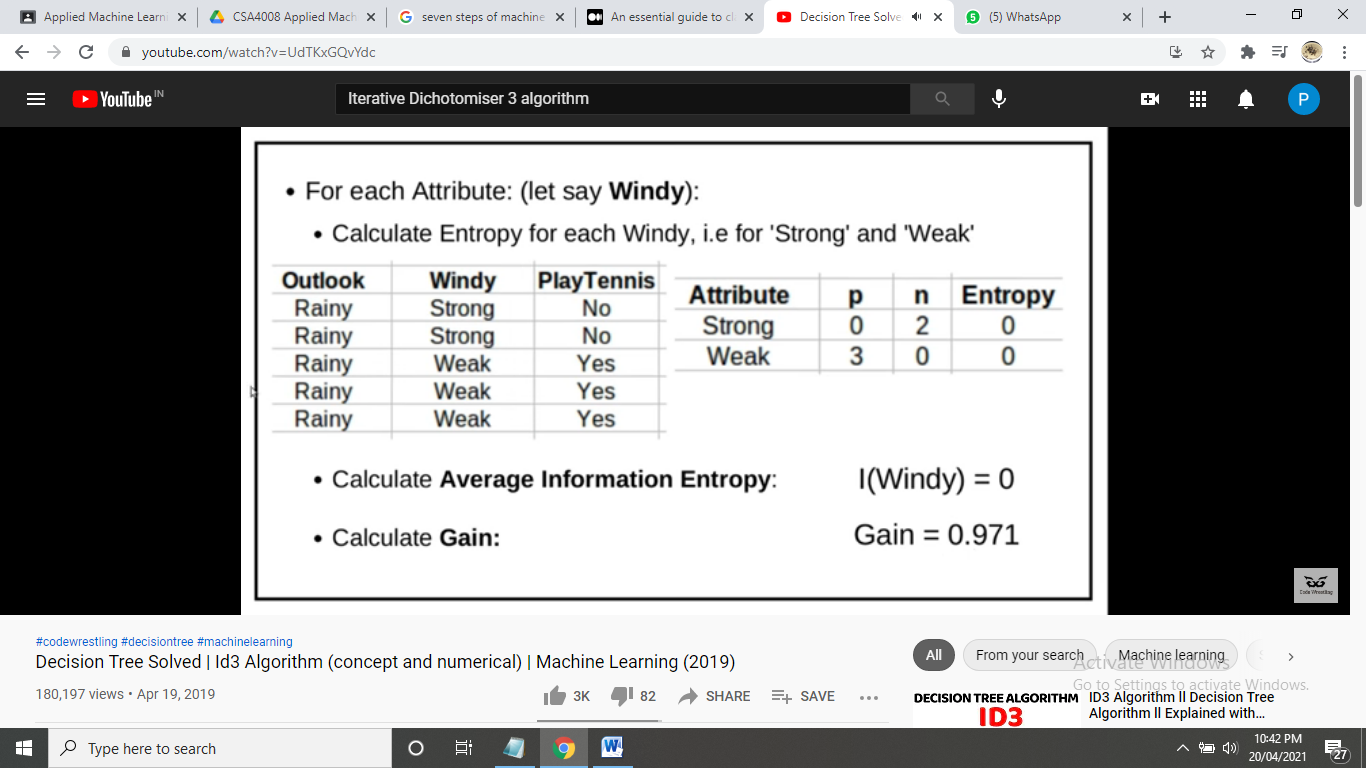 Applied Machine Learni
CSA4008 Applied Mach
seven steps of machine
An essential guide to cl
Decision Tree Solve
(5) WhatsApp
youtube.com/watch?v=UdTKxGQvYdc
YouTube IN
Iterative Dichotomiser 3 algorithm
P
• For each Attribute: (let say Windy):
• Calculate Entropy for each Windy, i.e for 'Strong' and 'Weak'
Outlook Windy PlayTennis
Rainy Strong No
Rainy Strong No
Rainy Weak Yes
Rainy Weak Yes
Rainy Weak Yes
Attribute p n Entropy
Strong 0 2 0
Weak 3 0 0
• Calculate Average Information Entropy: I(Windy) = 0
• Calculate Gain: Gain = 0.971
Code Wrestling
#codewrestling #decisiontree #machinelearning
Decision Tree Solved | Id3 Algorithm (concept and numerical) | Machine Learning (2019)
180,197 views • Apr 19, 2019
3K 82 SHARE SAVE
All From your search Machine learning
Activate Windows
Go to Settings to activate Windows.
DECISION TREE ALGORITHM
ID3
ID3 Algorithm ll Decision Tree
Algorithm ll Explained with...
Type here to search
10:42 PM
20/04/2021
27